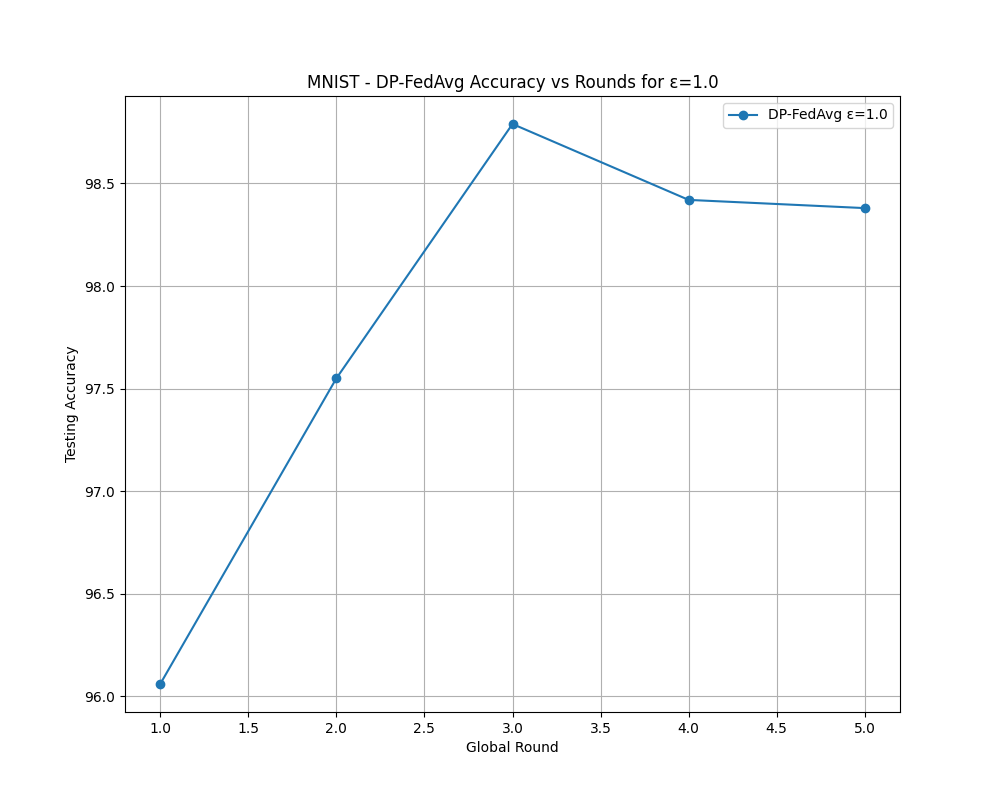 MNIST - DP-FedAvg Accuracy vs Rounds for ε=1.0
DP-FedAvg ε=1.0
98.5
98.0
97.5
97.0
96.5
96.0
Testing Accuracy
1.0 1.5 2.0 2.5 3.0 3.5 4.0 4.5 5.0
Global Round